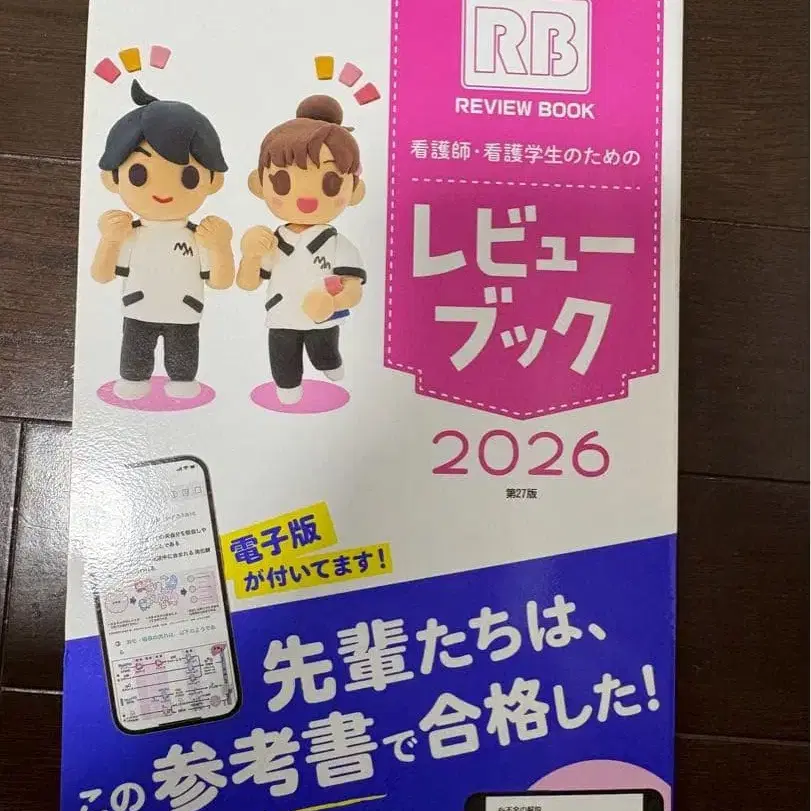 RB
REVIEW BOOK
看護師・看護学生のための
レビュー
ブック
2026
第27版
電子版
が付いてます!
先輩たちは、
この参考書で合格した!